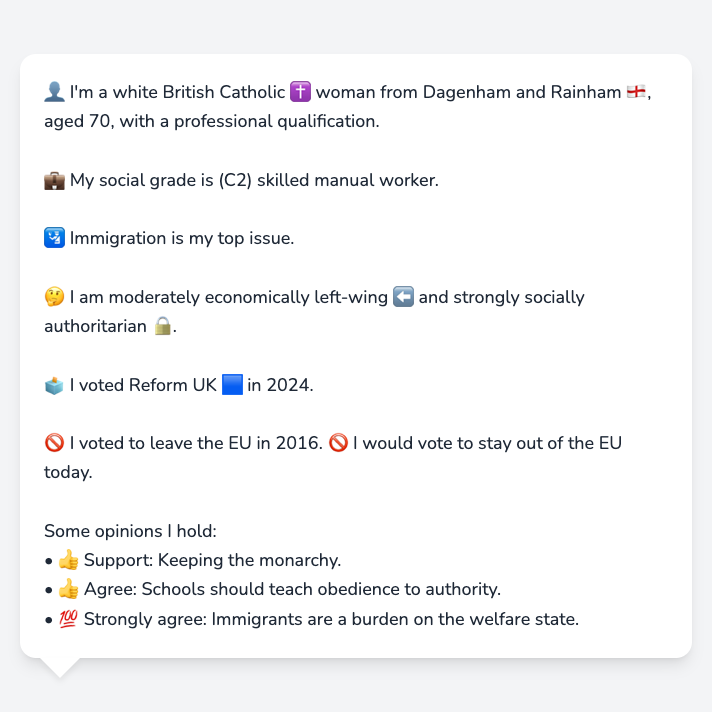 👤 I'm a white British Catholic ✝️ woman from Dagenham and Rainham 🏴󠁧󠁢󠁥󠁮󠁧󠁿,
aged 70, with a professional qualification.
💼 My social grade is (C2) skilled manual worker.
🛂 Immigration is my top issue.
🤔 I am moderately economically left-wing ⬅️ and strongly socially
authoritarian 🔒.
🗳️ I voted Reform UK 🟦 in 2024.
🚫 I voted to leave the EU in 2016. 🚫 I would vote to stay out of the EU
today.
Some opinions I hold:
• 👍 Support: Keeping the monarchy.
• 👍 Agree: Schools should teach obedience to authority.
• 💯 Strongly agree: Immigrants are a burden on the welfare state.